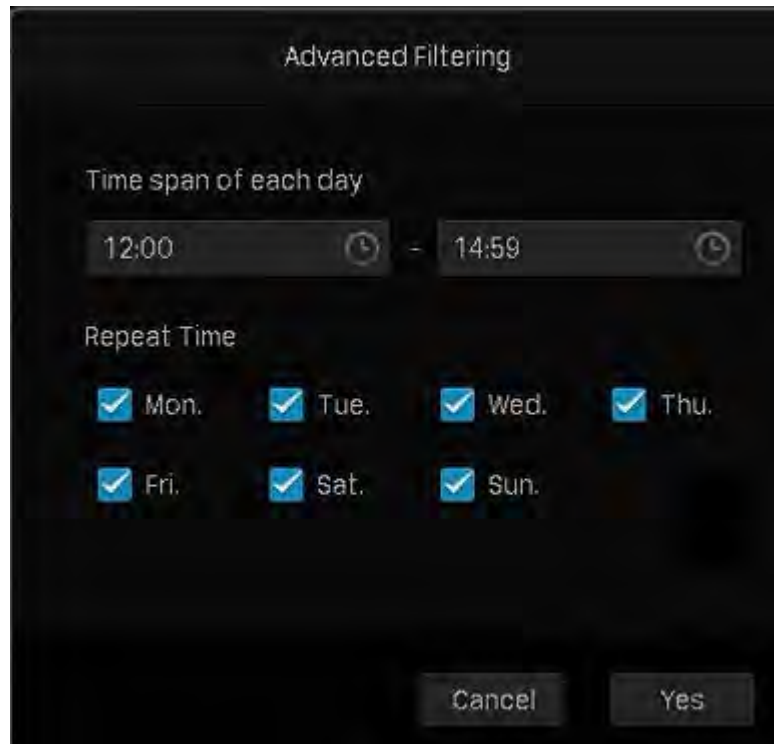 Advanced Filtering
Time span of each day
12:00 - 14:59
Repeat Time
Mon. Tue. Wed. Thu.
Fri. Sat. Sun.
Cancel Yes